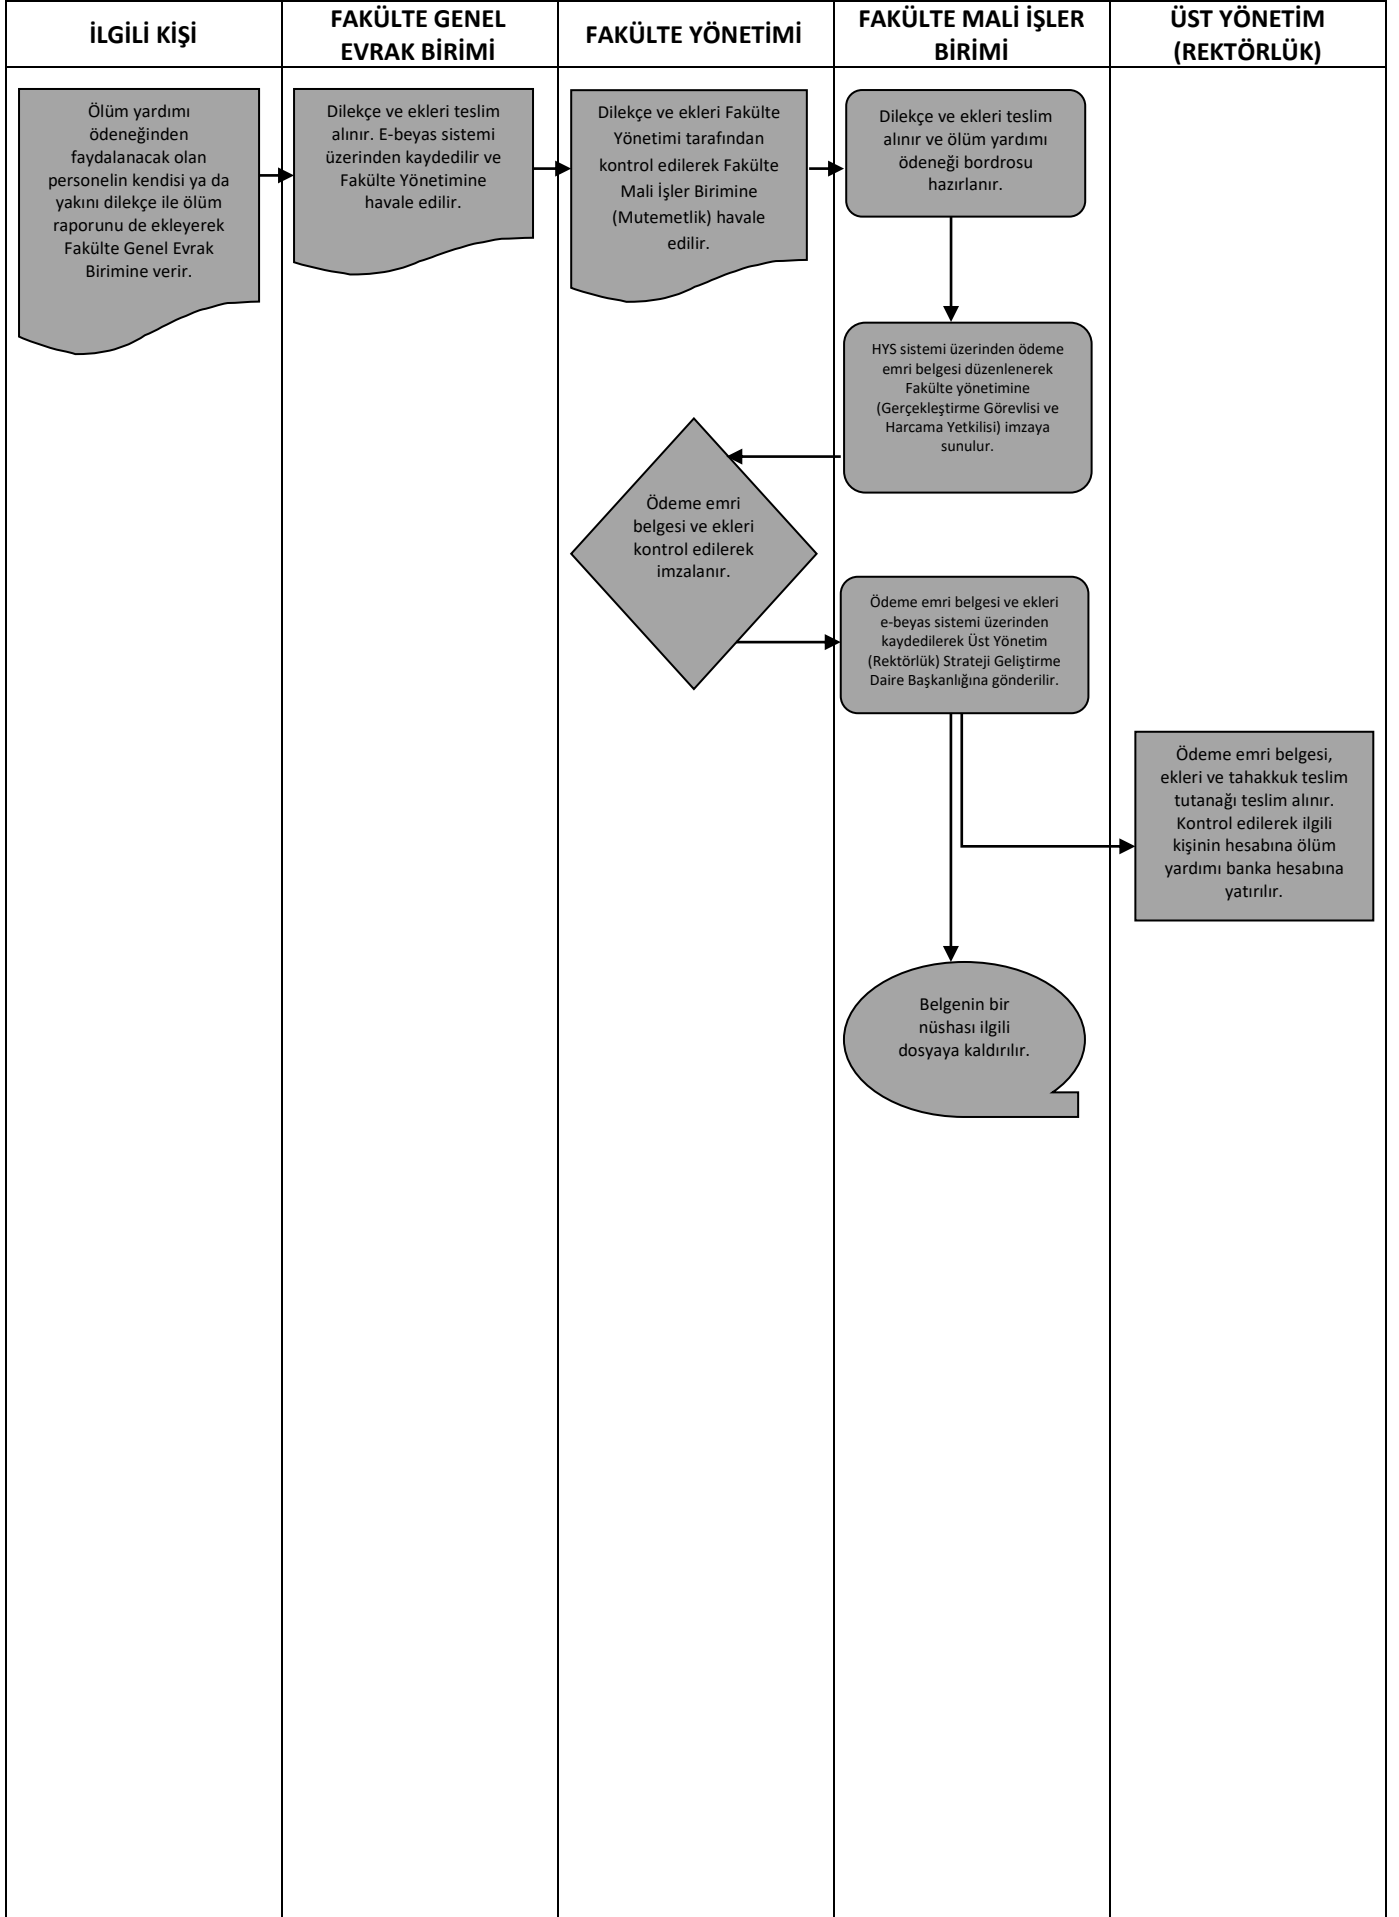 İLGİLİ KİŞİ
FAKÜLTE GENEL
EVRAK BİRİMİ
FAKÜLTE YÖNETİMİ
FAKÜLTE MALİ İŞLER
BİRİMİ
ÜST YÖNETİM
(REKTÖRLÜK)
Ölüm yardımı
ödeneğinden
faydalanacak olan
personelin kendisi ya da
yakını dilekçe ile ölüm
raporunu de ekleyerek
Fakülte Genel Evrak
Birimine verir.
Dilekçe ve ekleri teslim
alınır. E-beyas sistemi
üzerinden kaydedilir ve
Fakülte Yönetimine
havale edilir.
Dilekçe ve ekleri Fakülte
Yönetimi tarafından
kontrol edilerek Fakülte
Mali İşler Birimine
(Mutemetlik) havale
edilir.
Dilekçe ve ekleri teslim
alınır ve ölüm yardımı
ödeneği bordrosu
hazırlanır.
HYS sistemi üzerinden ödeme
emri belgesi düzenlenerek
Fakülte yönetimine
(Gerçekleştirme Görevlisi ve
Harcama Yetkilisi) imzaya
sunulur.
Ödeme emri
belgesi ve ekleri
kontrol edilerek
imzalanır.
Ödeme emri belgesi ve ekleri
e-beyas sistemi üzerinden
kaydedilerek Üst Yönetim
(Rektörlük) Strateji Geliştirme
Daire Başkanlığına gönderilir.
Ödeme emri belgesi,
ekleri ve tahakkuk teslim
tutanağı teslim alınır.
Kontrol edilerek ilgili
kişinin hesabına ölüm
yardımı banka hesabına
yatırılır.
Belgenin bir
nüshası ilgili
dosyaya kaldırılır.